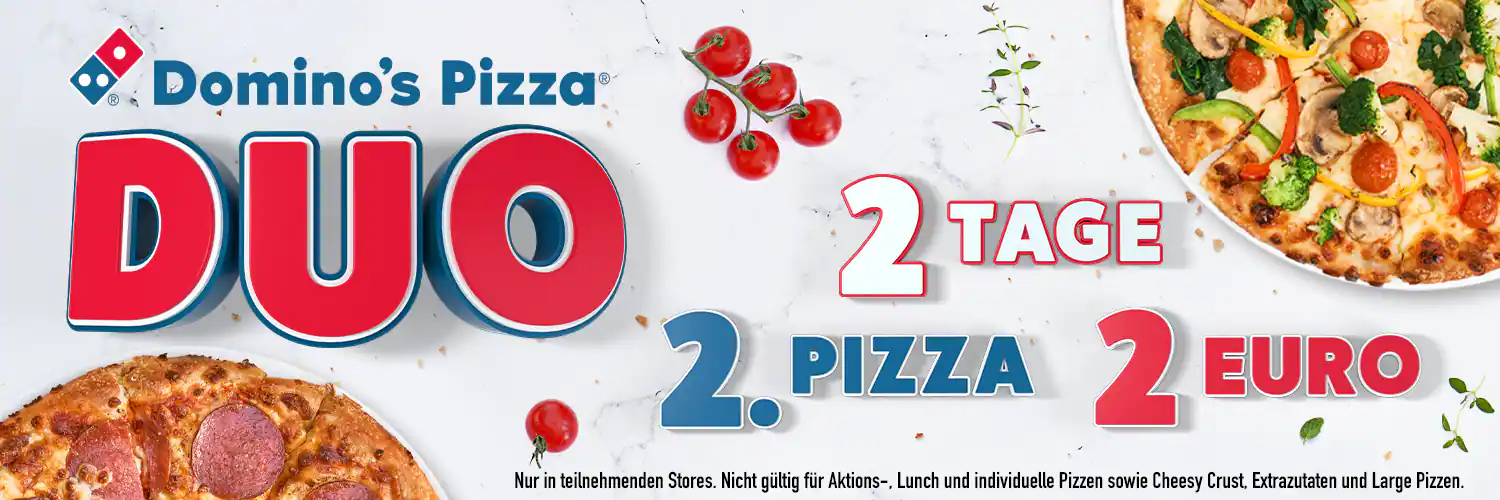 Domino's Pizza®
DUO
2 TAGE
2. PIZZA 2 EURO
Nur in teilnehmenden Stores. Nicht gültig für Aktions-, Lunch und individuelle Pizzen sowie Cheesy Crust, Extrazutaten und Large Pizzen.